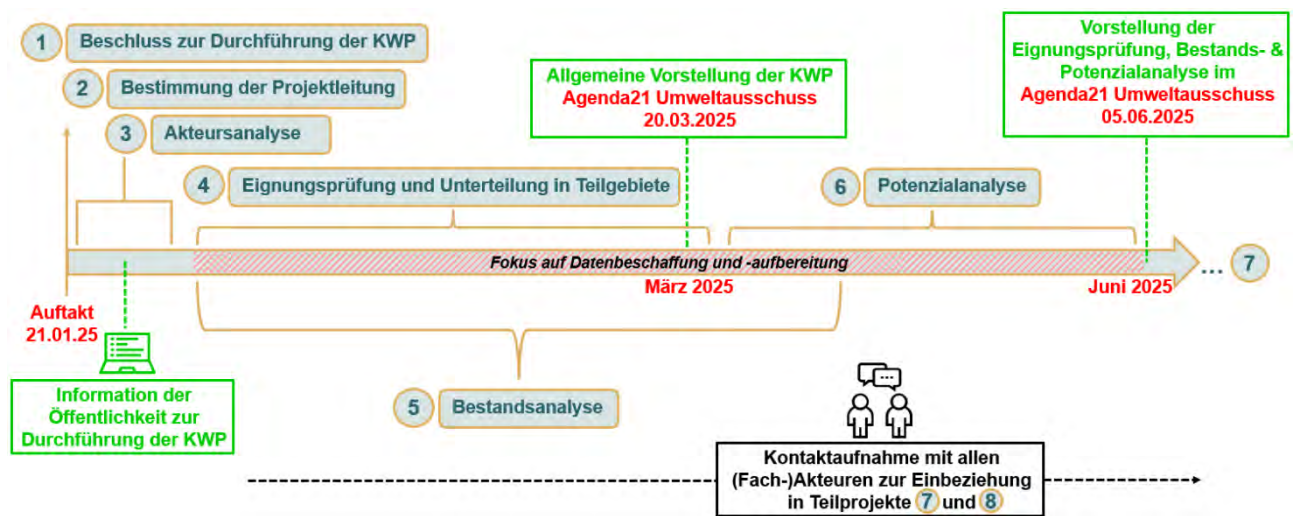 1 Beschluss zur Durchführung der KWP
2 Bestimmung der Projektleitung
3 Akteursanalyse
Allgemeine Vorstellung der KWP
Agenda21 Umweltausschuss
20.03.2025
Vorstellung der
Eignungsprüfung, Bestands- &
Potenzialanalyse im
Agenda21 Umweltausschuss
05.06.2025
4 Eignungsprüfung und Unterteilung in Teilgebiete
6 Potenzialanalyse
Fokus auf Datenbeschaffung und -aufbereitung
... 7
März 2025
Juni 2025
Auftakt
21.01.25
Information der
Öffentlichkeit zur
Durchführung der KWP
5 Bestandsanalyse
Kontaktaufnahme mit allen
(Fach-)Akteuren zur Einbeziehung
in Teilprojekte 7 und 8